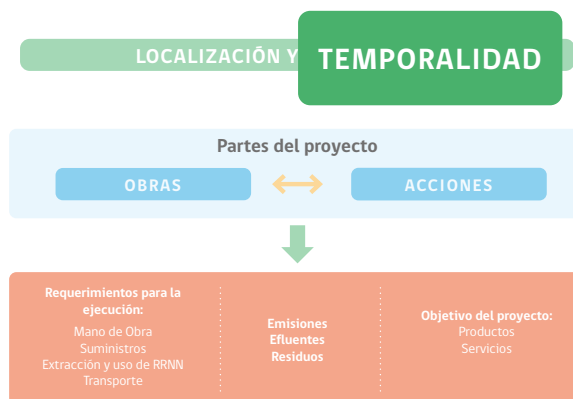 LOCALIZACIÓN Y TEMPORALIDAD
Partes del proyecto
OBRAS
ACCIONES
Requerimientos para la
ejecución:
Mano de Obra
Suministros
Extracción y uso de RRNN
Transporte
Emisiones
Efluentes
Residuos
Objetivo del proyecto:
Productos
Servicios